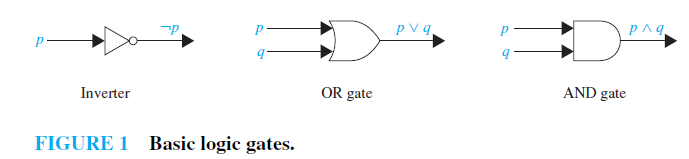 p ¬p
p q p ∨ q
p q p ∧ q
Inverter OR gate AND gate
FIGURE 1 Basic logic gates.